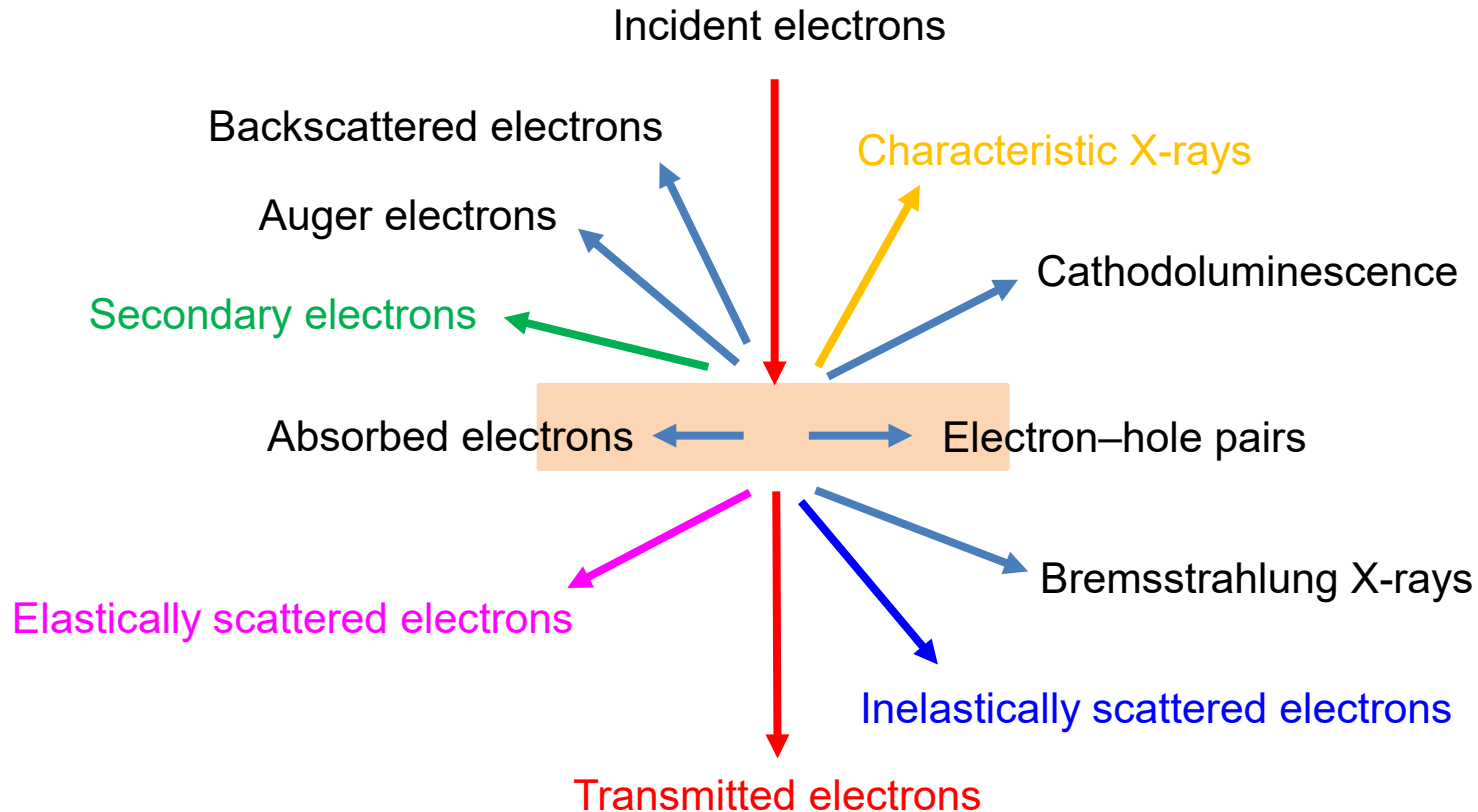 Incident electrons
Backscattered electrons
Characteristic X-rays
Auger electrons
Cathodoluminescence
Secondary electrons
Absorbed electrons
Electron–hole pairs
Bremsstrahlung X-rays
Elastically scattered electrons
Inelastically scattered electrons
Transmitted electrons